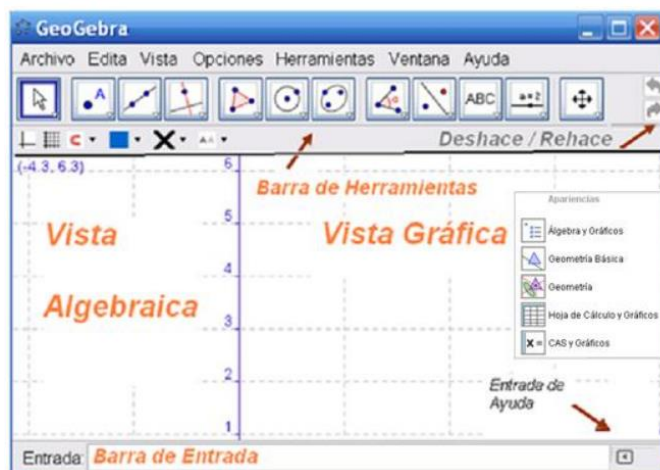 GeoGebra
Archivo Edita Vista Opciones Herramientas Ventana Ayuda
A
α
ABC
a=2
Deshace / Rehace
(-4.3, 6.3)
6
Barra de Herramientas
Apariencias
5
Vista
Vista Gráfica
Álgebra y Gráficos
Geometría Básica
4
Geometría
Algebraica
Hoja de Cálculo y Gráficos
3
X =
CAS y Gráficos
2
Entrada de
Ayuda
1
Entrada:
Barra de Entrada